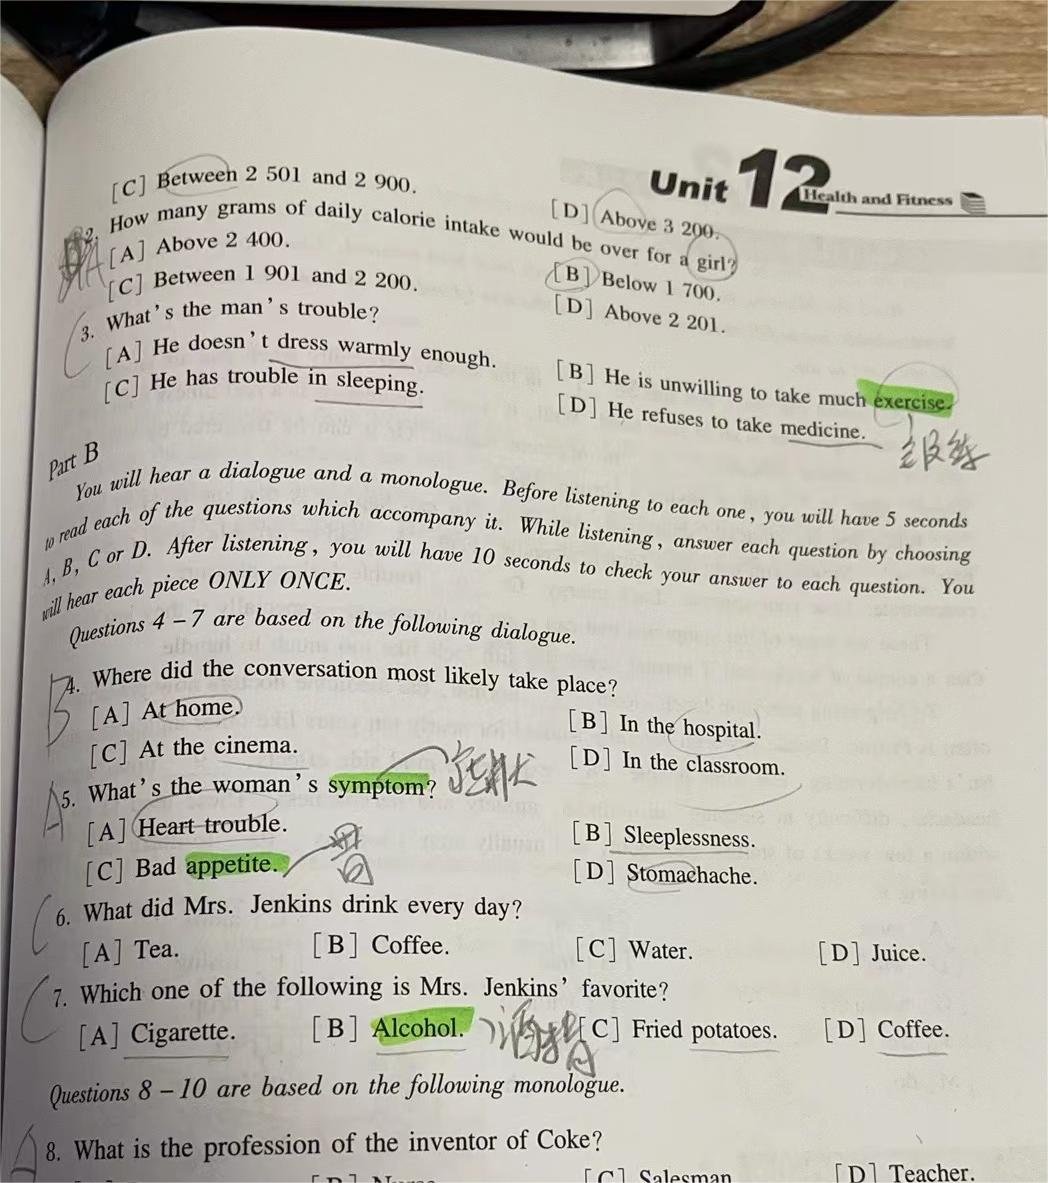 Unit 12 Health and Fitness
[C] Between 2 501 and 2 900. [D] Above 3 200.
2. How many grams of daily calorie intake would be over for a girl?
[A] Above 2 400. [B] Below 1 700.
[C] Between 1 901 and 2 200. [D] Above 2 201.
C 3. What's the man's trouble?
[A] He doesn't dress warmly enough. [B] He is unwilling to take much exercise.
[C] He has trouble in sleeping. [D] He refuses to take medicine.
Part B
You will hear a dialogue and a monologue. Before listening to each one, you will have 5 seconds
to read each of the questions which accompany it. While listening, answer each question by choosing
A, B, C or D. After listening, you will have 10 seconds to check your answer to each question. You
will hear each piece ONLY ONCE.
Questions 4 – 7 are based on the following dialogue.
B 4. Where did the conversation most likely take place?
[A] At home. [B] In the hospital.
[C] At the cinema. [D] In the classroom.
A 5. What's the woman's symptom? 症状
[A] Heart trouble. [B] Sleeplessness.
[C] Bad appetite. [D] Stomachache.
C 6. What did Mrs. Jenkins drink every day?
[A] Tea. [B] Coffee. [C] Water. [D] Juice.
C 7. Which one of the following is Mrs. Jenkins' favorite?
[A] Cigarette. [B] Alcohol. [C] Fried potatoes. [D] Coffee.
Questions 8 – 10 are based on the following monologue.
A 8. What is the profession of the inventor of Coke?
[C] Salesman [D] Teacher.